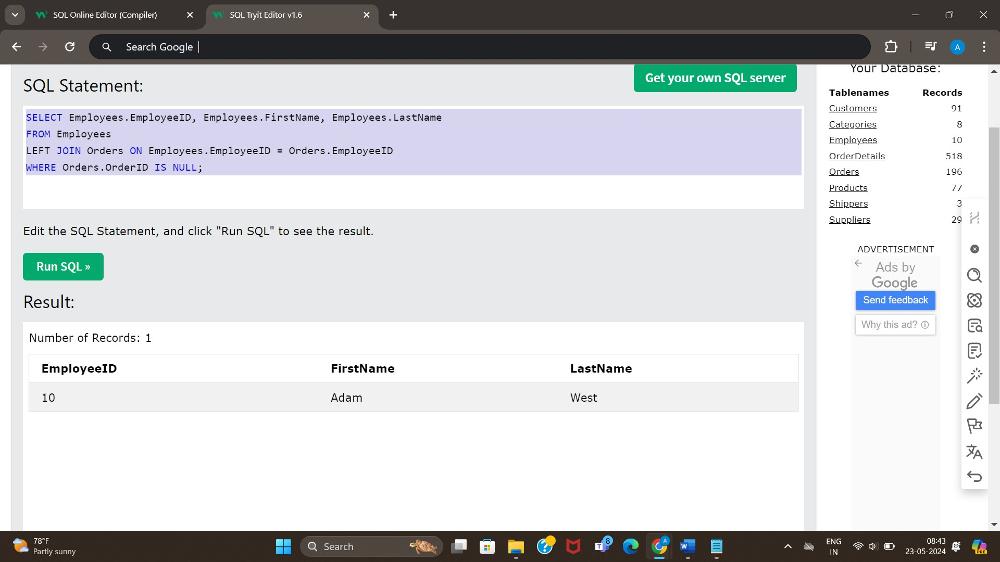 SQL Online Editor (Compiler)
SQL Tryit Editor v1.6
Search Google
A
SQL Statement:
Get your own SQL server
SELECT Employees.EmployeeID, Employees.FirstName, Employees.LastName
FROM Employees
LEFT JOIN Orders ON Employees.EmployeeID = Orders.EmployeeID
WHERE Orders.OrderID IS NULL;
Edit the SQL Statement, and click "Run SQL" to see the result.
Run SQL »
Result:
Number of Records: 1
EmployeeID FirstName LastName
10 Adam West
Your Database:
Tablenames Records
Customers 91
Categories 8
Employees 10
OrderDetails 518
Orders 196
Products 77
Shippers 3
Suppliers 29
ADVERTISEMENT
Ads by
Google
Send feedback
Why this ad?
78°F
Partly sunny
Search
8
A
ENG
IN
08:43
23-05-2024
PRE